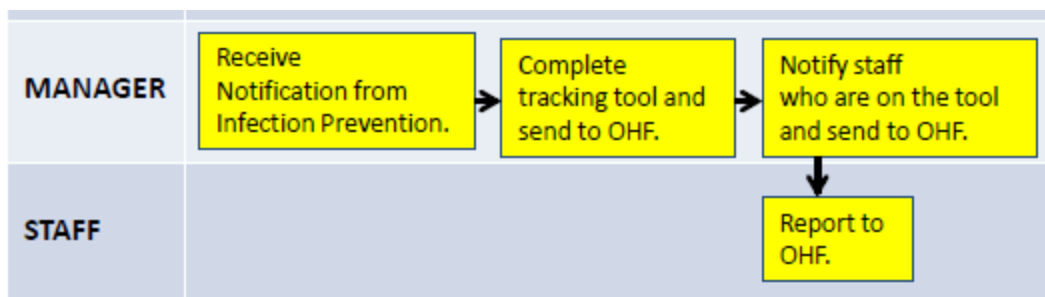 MANAGER
Receive
Notification from
Infection Prevention.
Complete
tracking tool and
send to OHF.
Notify staff
who are on the tool
and send to OHF.
STAFF
Report to
OHF.